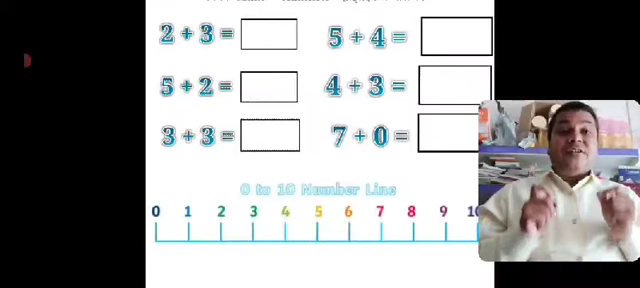 2 + 3 =
5 + 4 =
5 + 2 =
4 + 3 =
3 + 3 =
7 + 0 =
0 to 10 Number Line
0 1 2 3 4 5 6 7 8 9 10